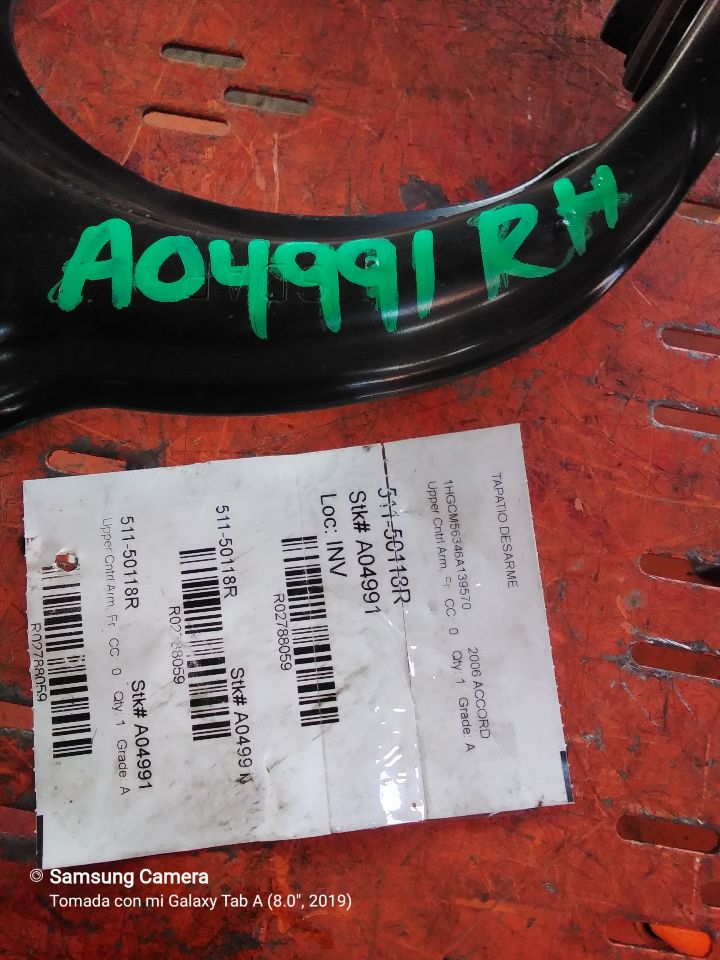 A04991 RH
TAPATIO DESARME
1HGCM56346A139570 2006 ACCORD
Upper Cntrl Arm, Fr CC: 0 Qty: 1 Grade: A
511-50118R
Stk# A04991
Loc: INV
R02788059
511-50118R Stk# A04991
R02788059
511-50118R Stk# A04991
Upper Cntrl Arm, Fr CC: 0 Qty: 1 Grade: A
R02788059
Samsung Camera
Tomada con mi Galaxy Tab A (8.0", 2019)